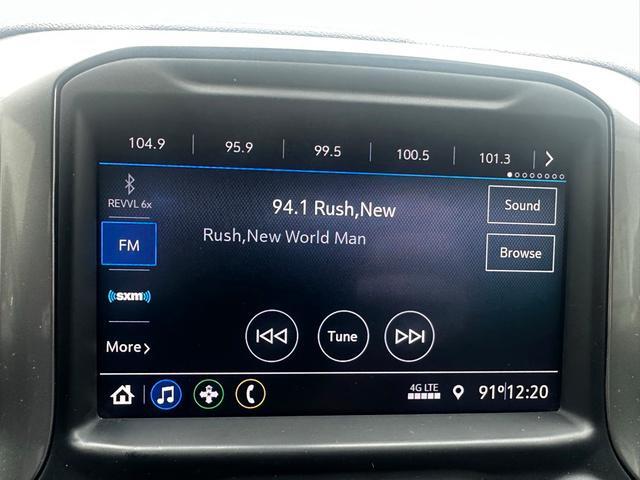 104.9 95.9 99.5 100.5 101.3
REVVL 6x
94.1 Rush,New
Sound
Rush,New World Man
FM
Browse
((sxm))
Tune
More
4G LTE
91° 12:20